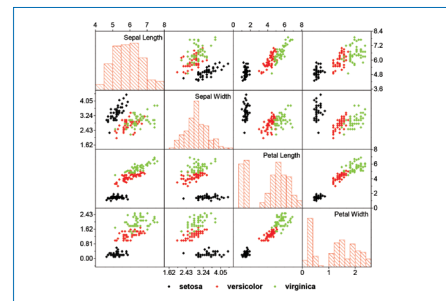 4 5 6 7 8 0 2 4 6 8
Sepal Length
8.4
7.2
6.0
4.8
3.6
Sepal Width
4.05
3.24
2.43
1.62
Petal Length
8
6
4
2
0
Petal Width
2.43
1.62
0.81
0.00
1.62 2.43 3.24 4.05 0 1 2
setosa versicolor virginica